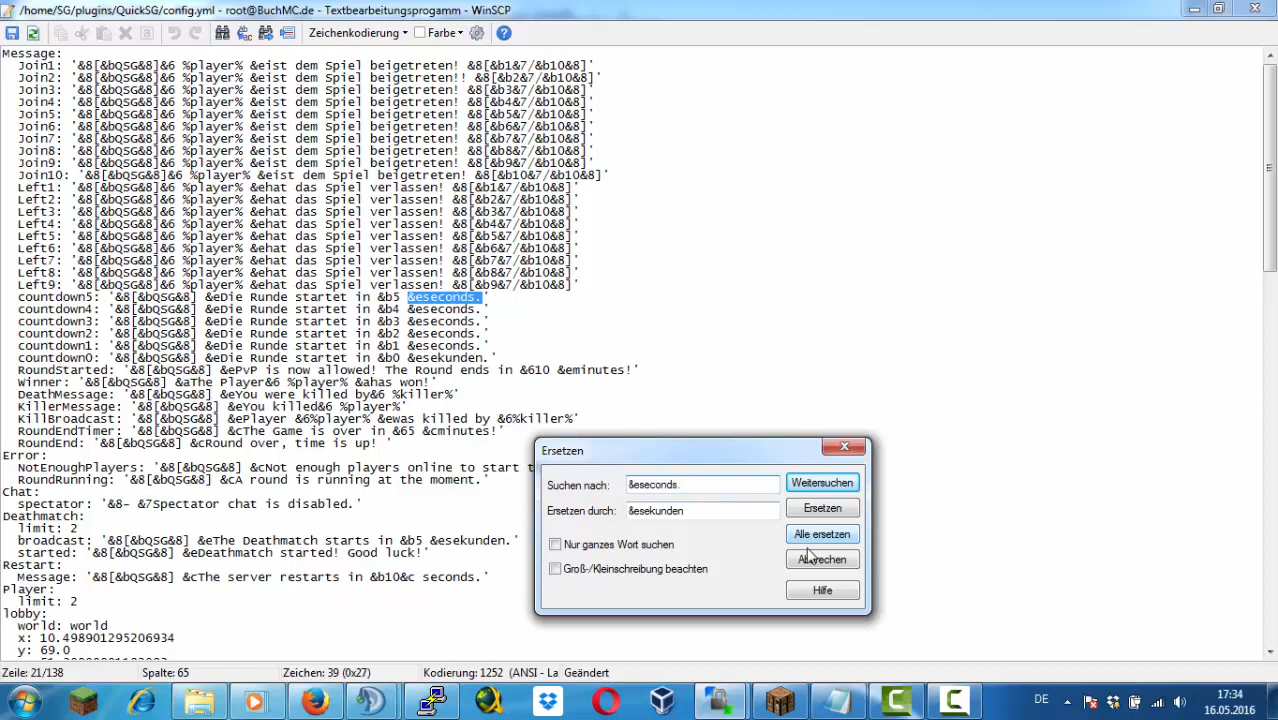 /home/SG/plugins/QuickSG/config.yml - root@BuchMC.de - Textbearbeitungsprogamm - WinSCP
Zeichenkodierung Farbe
Message:
Join1: '&8[&bQSG&8]&6 %player% &eist dem Spiel beigetreten! &8[&b1&7/&b10&8]'
Join2: '&8[&bQSG&8]&6 %player% &eist dem Spiel beigetreten!! &8[&b2&7/&b10&8]'
Join3: '&8[&bQSG&8]&6 %player% &eist dem Spiel beigetreten! &8[&b3&7/&b10&8]'
Join4: '&8[&bQSG&8]&6 %player% &eist dem Spiel beigetreten! &8[&b4&7/&b10&8]'
Join5: '&8[&bQSG&8]&6 %player% &eist dem Spiel beigetreten! &8[&b5&7/&b10&8]'
Join6: '&8[&bQSG&8]&6 %player% &eist dem Spiel beigetreten! &8[&b6&7/&b10&8]'
Join7: '&8[&bQSG&8]&6 %player% &eist dem Spiel beigetreten! &8[&b7&7/&b10&8]'
Join8: '&8[&bQSG&8]&6 %player% &eist dem Spiel beigetreten! &8[&b8&7/&b10&8]'
Join9: '&8[&bQSG&8]&6 %player% &eist dem Spiel beigetreten! &8[&b9&7/&b10&8]'
Join10: '&8[&bQSG&8]&6 %player% &eist dem Spiel beigetreten! &8[&b10&7/&b10&8]'
Left1: '&8[&bQSG&8]&6 %player% &ehat das Spiel verlassen! &8[&b1&7/&b10&8]'
Left2: '&8[&bQSG&8]&6 %player% &ehat das Spiel verlassen! &8[&b2&7/&b10&8]'
Left3: '&8[&bQSG&8]&6 %player% &ehat das Spiel verlassen! &8[&b3&7/&b10&8]'
Left4: '&8[&bQSG&8]&6 %player% &ehat das Spiel verlassen! &8[&b4&7/&b10&8]'
Left5: '&8[&bQSG&8]&6 %player% &ehat das Spiel verlassen! &8[&b5&7/&b10&8]'
Left6: '&8[&bQSG&8]&6 %player% &ehat das Spiel verlassen! &8[&b6&7/&b10&8]'
Left7: '&8[&bQSG&8]&6 %player% &ehat das Spiel verlassen! &8[&b7&7/&b10&8]'
Left8: '&8[&bQSG&8]&6 %player% &ehat das Spiel verlassen! &8[&b8&7/&b10&8]'
Left9: '&8[&bQSG&8]&6 %player% &ehat das Spiel verlassen! &8[&b9&7/&b10&8]'
countdown5: '&8[&bQSG&8] &eDie Runde startet in &b5 &eseconds.'
countdown4: '&8[&bQSG&8] &eDie Runde startet in &b4 &eseconds.'
countdown3: '&8[&bQSG&8] &eDie Runde startet in &b3 &eseconds.'
countdown2: '&8[&bQSG&8] &eDie Runde startet in &b2 &eseconds.'
countdown1: '&8[&bQSG&8] &eDie Runde startet in &b1 &eseconds.'
countdown0: '&8[&bQSG&8] &eDie Runde startet in &b0 &esekunden.'
RoundStarted: '&8[&bQSG&8] &ePvP is now allowed! The Round ends in &610 &eminutes!'
Winner: '&8[&bQSG&8] &aThe Player&6 %player% &ahas won!'
DeathMessage: '&8[&bQSG&8] &eYou were killed by&6 %killer%'
KillerMessage: '&8[&bQSG&8] &eYou killed&6 %player%'
KillBroadcast: '&8[&bQSG&8] &ePlayer &6%player% &ewas killed by &6%killer%'
RoundEndTimer: '&8[&bQSG&8] &cThe Game is over in &65 &cminutes!'
RoundEnd: '&8[&bQSG&8] &cRound over, time is up! '
Error:
NotEnoughPlayers: '&8[&bQSG&8] &cNot enough players online to start t
RoundRunning: '&8[&bQSG&8] &cA round is running at the moment.'
Chat:
spectator: '&8- &7Spectator chat is disabled.'
Deathmatch:
limit: 2
broadcast: '&8[&bQSG&8] &eThe Deathmatch starts in &b5 &esekunden.'
started: '&8[&bQSG&8] &eDeathmatch started! Good luck!'
Restart:
Message: '&8[&bQSG&8] &cThe server restarts in &b10&c seconds.'
Player:
limit: 2
lobby:
world: world
x: 10.498901295206934
y: 69.0
Ersetzen
Suchen nach: &eseconds. Weitersuchen
Ersetzen durch: &esekunden Ersetzen
Alle ersetzen
Nur ganzes Wort suchen
Abbrechen
Groß-/Kleinschreibung beachten
Hilfe
Zeile: 21/138 Spalte: 65 Zeichen: 39 (0x27) Kodierung: 1252 (ANSI - La Geändert
DE 17:34
16.05.2016